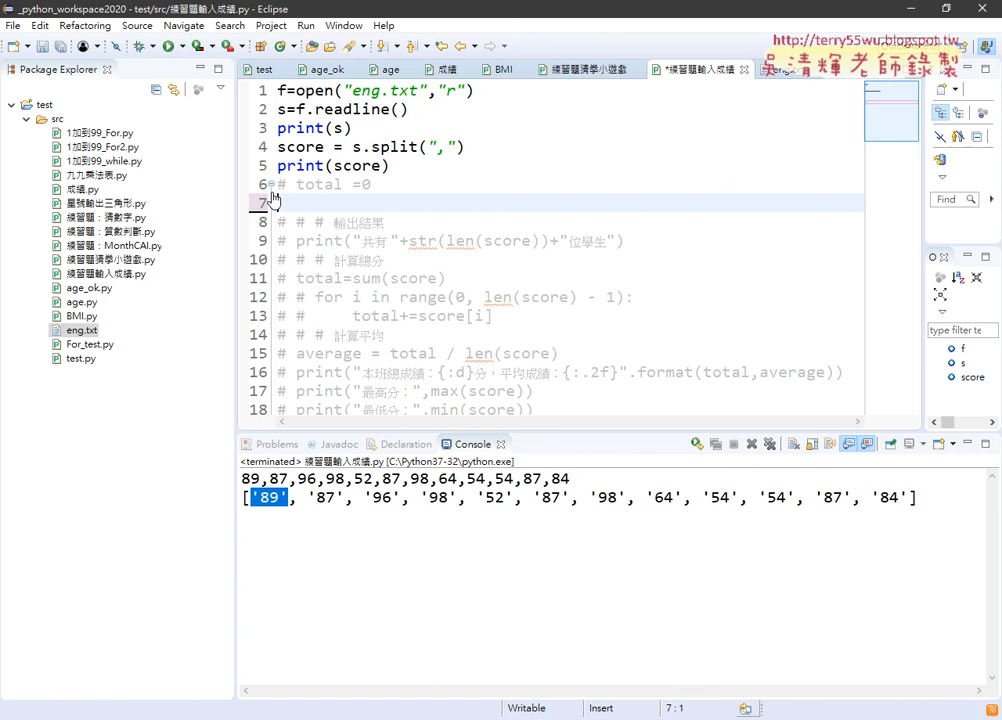 _python_workspace2020 - test/src/練習題輸入成績.py - Eclipse
File Edit Refactoring Source Navigate Search Project Run Window Help
http://terry55wu.blogspot.tw
吳清輝老師錄製
Package Explorer
test age_ok age 成績 BMI 練習題猜學小遊戲 *練習題輸入成績
test
src
1加到99_For.py
1加到99_For2.py
1加到99_while.py
九九乘法表.py
成績.py
星號輸出三角形.py
練習題：猜數字.py
練習題：質數判斷.py
練習題：MonthCAI.py
練習題猜學小遊戲.py
練習題輸入成績.py
age_ok.py
age.py
BMI.py
eng.txt
For_test.py
test.py
1 f=open("eng.txt","r")
2 s=f.readline()
3 print(s)
4 score = s.split(",")
5 print(score)
6 # total =0
7
8 # # # 輸出結果
9 # print("共有"+str(len(score))+"位學生")
10 # # # 計算總分
11 # total=sum(score)
12 # # for i in range(0, len(score) - 1):
13 # #     total+=score[i]
14 # # # 計算平均
15 # average = total / len(score)
16 # print("本班總成績：{:d}分，平均成績：{:.2f}".format(total,average))
17 # print("最高分：",max(score))
18 # print("最低分：",min(score))
Find
type filter te
f
s
score
Problems Javadoc Declaration Console
<terminated> 練習題輸入成績.py [C:\Python37-32\python.exe]
89,87,96,98,52,87,98,64,54,54,87,84
['89', '87', '96', '98', '52', '87', '98', '64', '54', '54', '87', '84']
Writable Insert 7 : 1